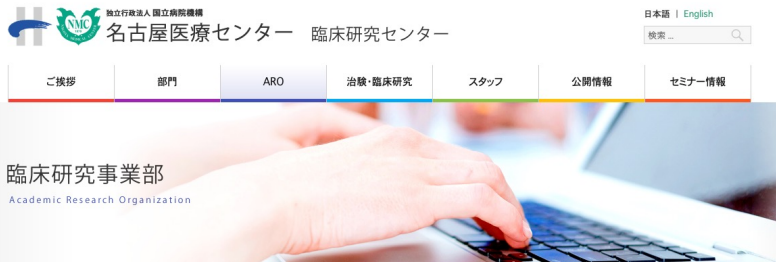 NMC
独立行政法人 国立病院機構
名古屋医療センター 臨床研究センター
日本語 | English
検索 ...
ご挨拶 部門 ARO 治験・臨床研究 スタッフ 公開情報 セミナー情報
臨床研究事業部
Academic Research Organization